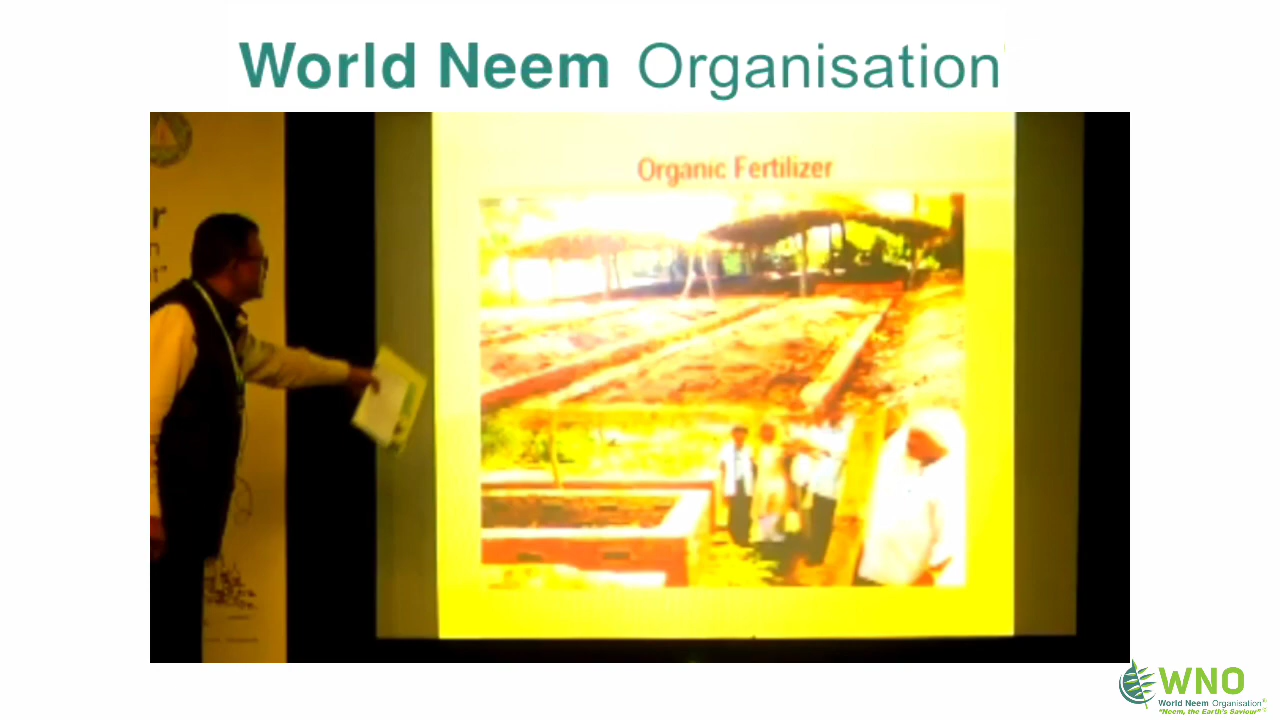 World Neem Organisation
Organic Fertilizer
WNO
World Neem Organisation
"Neem, the Earth's Saviour"